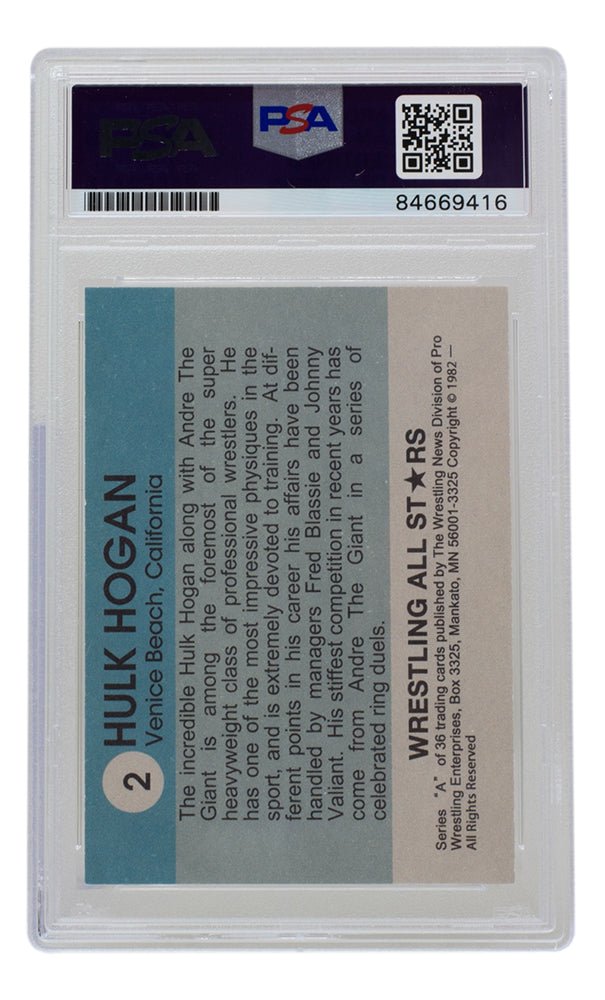 PSA
PSA
84669416
2
HULK HOGAN
Venice Beach, California
The incredible Hulk Hogan along with Andre The
Giant is among the foremost of the super
heavyweight class of professional wrestlers. He
has one of the most impressive physiques in the
sport, and is extremely devoted to training. At dif-
ferent points in his career his affairs have been
handled by managers Fred Blassie and Johnny
Valiant. His stiffest competition in recent years has
come from Andre The Giant in a series of
celebrated ring duels.
WRESTLING ALL ST★RS
Series "A" of 36 trading cards published by The Wrestling News Division of Pro
Wrestling Enterprises, Box 3325, Mankato, MN 56001-3325 Copyright © 1982 —
All Rights Reserved